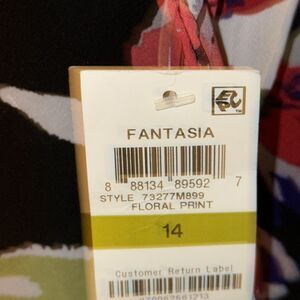 FANTASIA
8 88134 89592 7
STYLE 73277M899
FLORAL PRINT
14
Customer Return Label